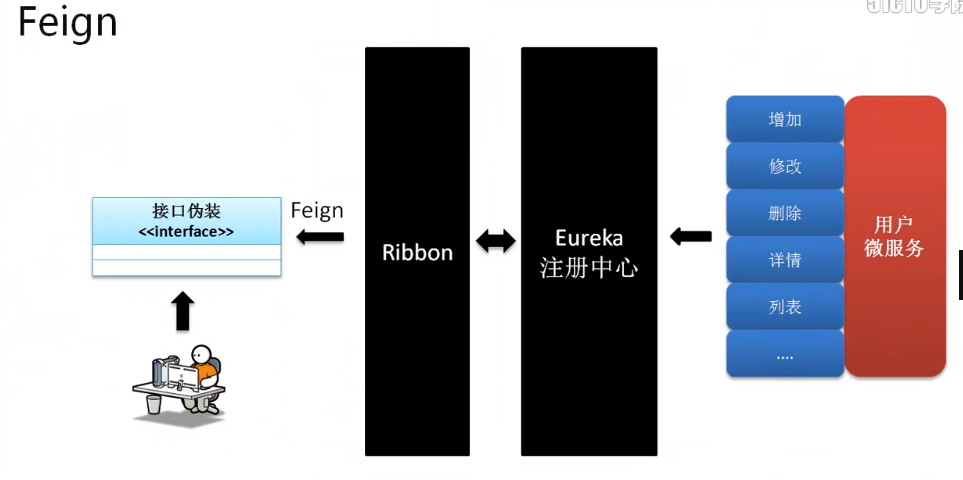 Feign
接口伪装
<<interface>>
Feign
Ribbon
Eureka
注册中心
增加
修改
删除
详情
列表
....
用户
微服务